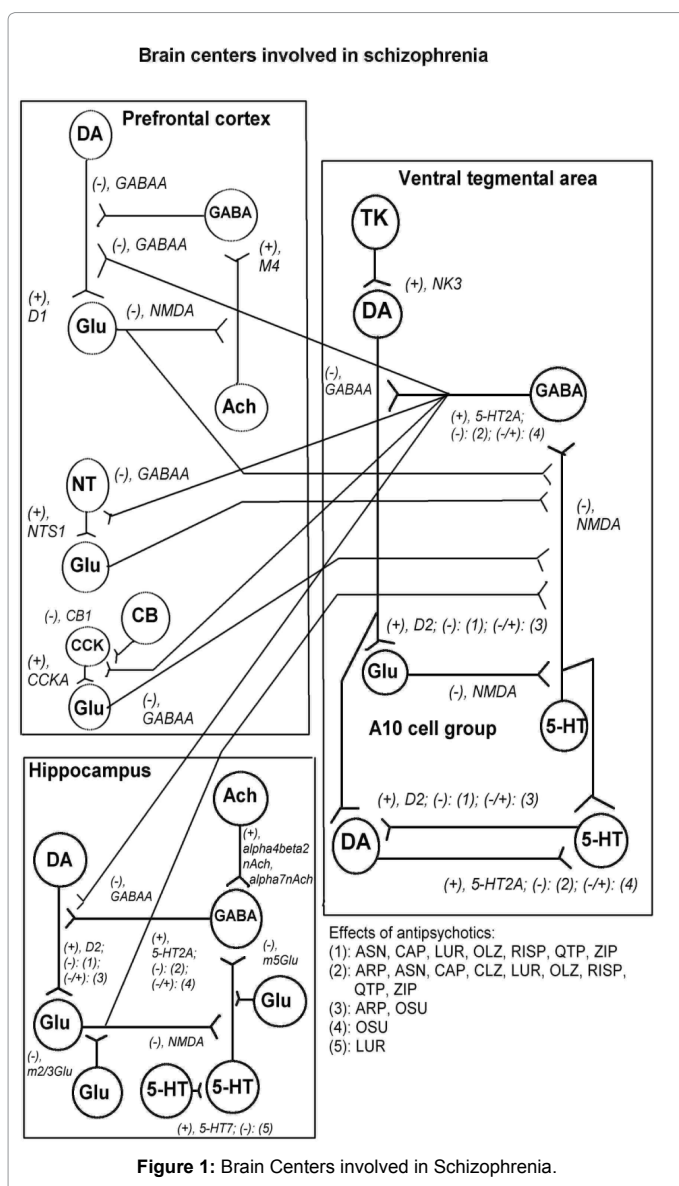 Brain centers involved in schizophrenia
Prefrontal cortex
DA
(-), GABAA
GABA
(-), GABAA
(+),
M4
(+),
D1
Glu
(-), NMDA
Ach
NT
(-), GABAA
(+),
NTS1
Glu
(-), CB1
CB
CCK
(+),
CCKA
Glu
(-),
GABAA
Ventral tegmental area
TK
(+), NK3
DA
(-),
GABAA
GABA
(+), 5-HT2A;
(-): (2); (-/+): (4)
(-),
NMDA
(+), D2; (-): (1); (-/+): (3)
Glu
(-), NMDA
5-HT
A10 cell group
(+), D2; (-): (1); (-/+): (3)
DA
5-HT
(+), 5-HT2A; (-): (2); (-/+): (4)
Hippocampus
Ach
(+),
alpha4beta2
nAch,
alpha7nAch
DA
(-),
GABAA
GABA
(+), D2;
(-): (1);
(-/+): (3)
(+),
5-HT2A;
(-): (2);
(-/+): (4)
(-),
m5Glu
Glu
Glu
(-), NMDA
(-),
m2/3Glu
Glu
5-HT
5-HT
(+), 5-HT7; (-): (5)
Effects of antipsychotics:
(1): ASN, CAP, LUR, OLZ, RISP, QTP, ZIP
(2): ARP, ASN, CAP, CLZ, LUR, OLZ, RISP,
QTP, ZIP
(3): ARP, OSU
(4): OSU
(5): LUR
Figure 1: Brain Centers involved in Schizophrenia.